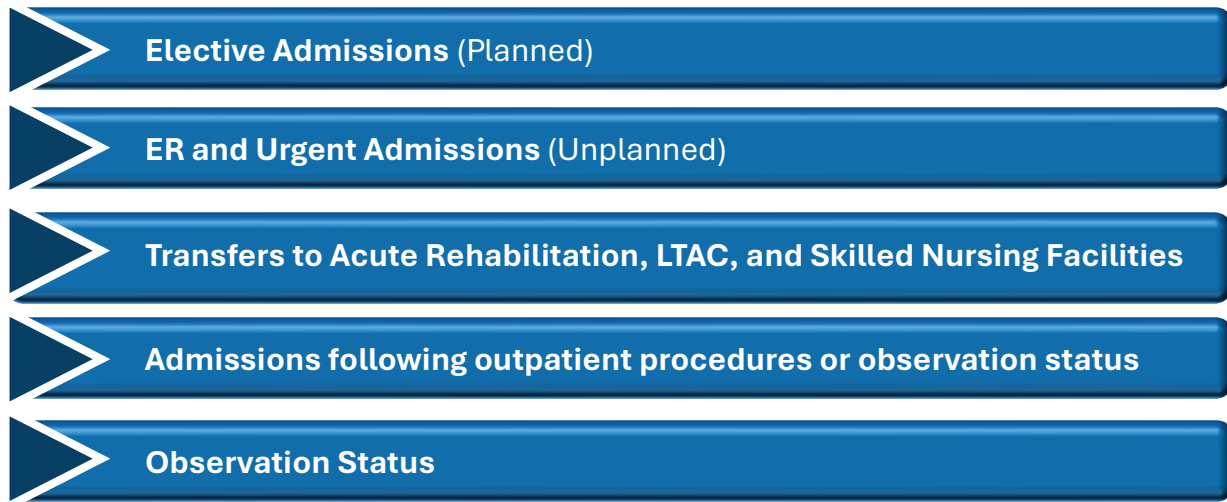 Elective Admissions (Planned)
ER and Urgent Admissions (Unplanned)
Transfers to Acute Rehabilitation, LTAC, and Skilled Nursing Facilities
Admissions following outpatient procedures or observation status
Observation Status